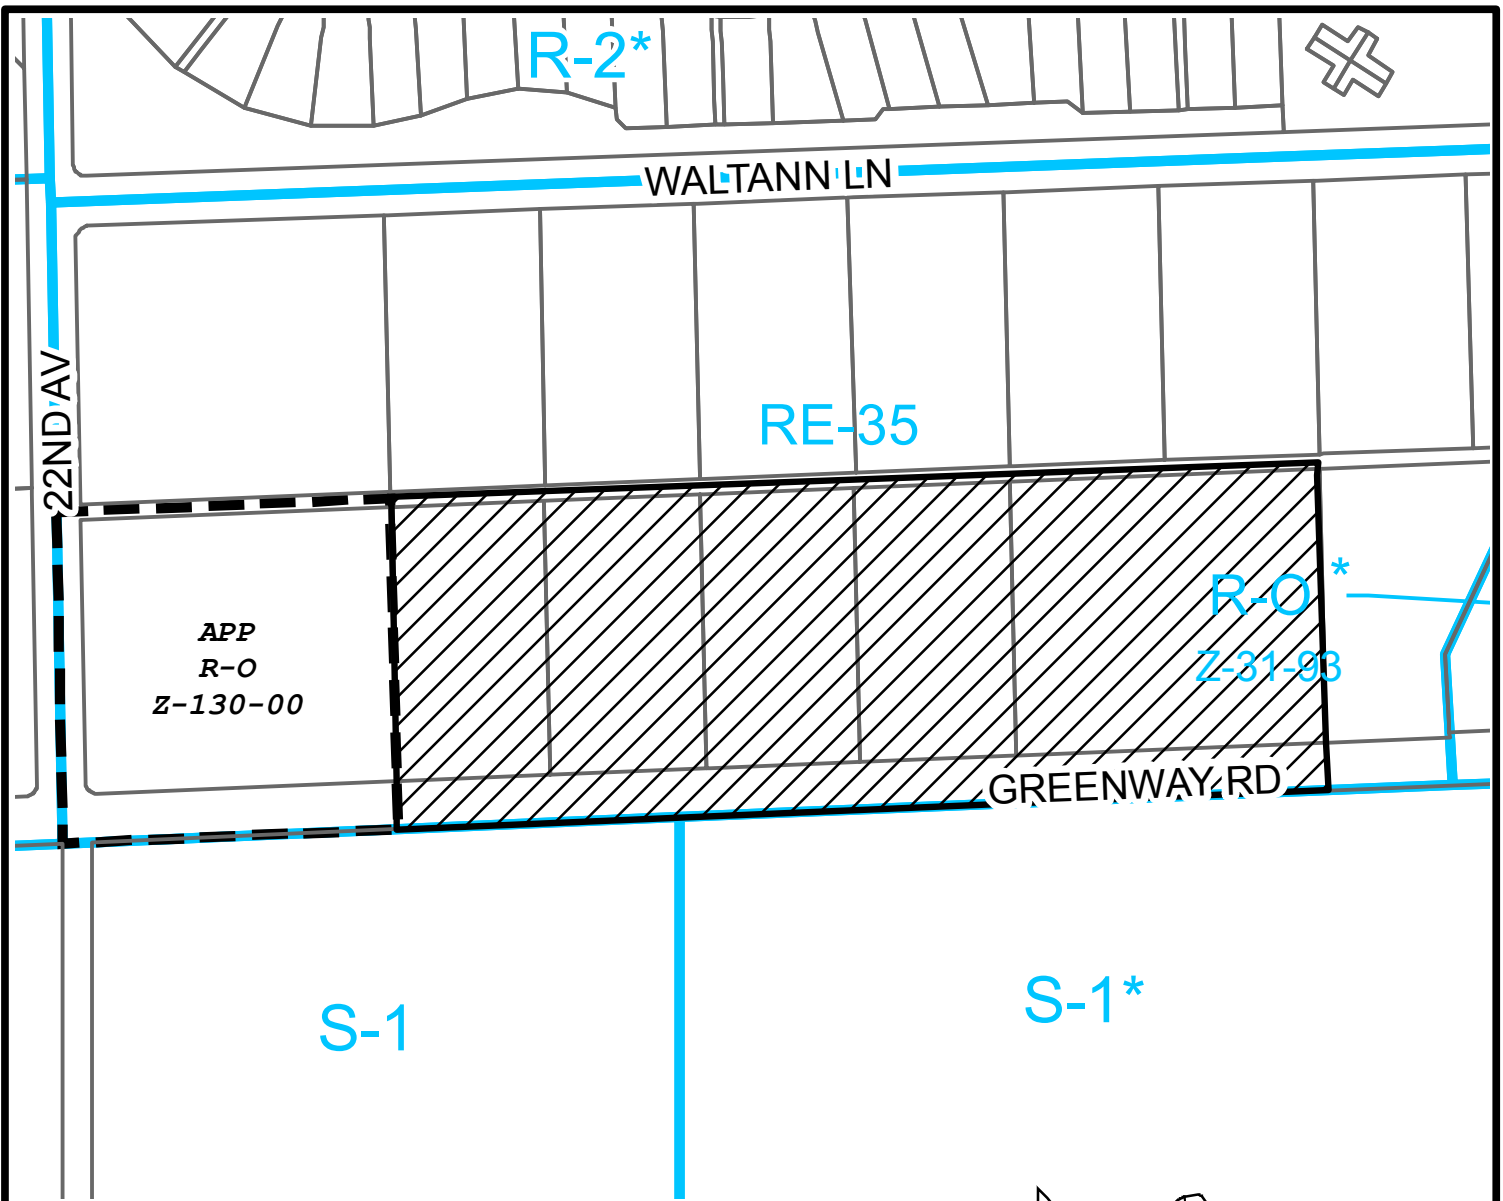 R-2*
WALTANN LN
22ND AV
RE-35
R-O *
Z-31-93
APP
R-O
Z-130-00
GREENWAY RD
S-1
S-1*